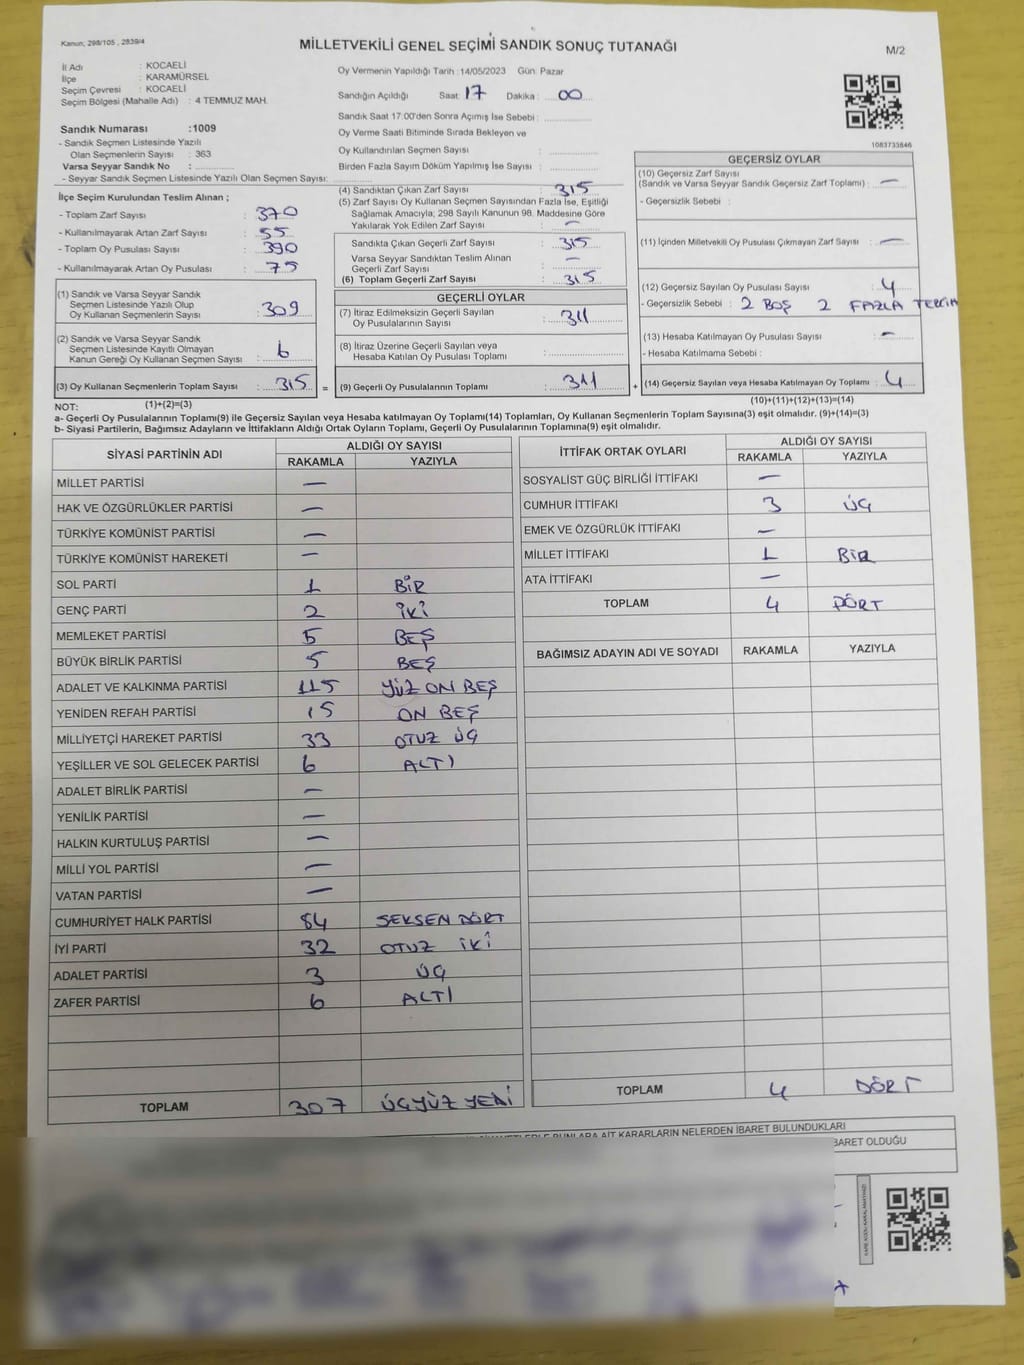 Kanun; 298/105 , 2839/4
MİLLETVEKİLİ GENEL SEÇİMİ SANDIK SONUÇ TUTANAĞI
M/2
İl Adı : KOCAELİ
İlçe : KARAMÜRSEL
Seçim Çevresi : KOCAELİ
Seçim Bölgesi (Mahalle Adı) : 4 TEMMUZ MAH.
Sandık Numarası :1009
- Sandık Seçmen Listesinde Yazılı
Olan Seçmenlerin Sayısı : 363
Varsa Seyyar Sandık No :
- Seyyar Sandık Seçmen Listesinde Yazılı Olan Seçmen Sayısı:
Oy Vermenin Yapıldığı Tarih :14/05/2023 Gün: Pazar
Sandığın Açıldığı Saat: 17 Dakika : 00
Sandık Saat 17:00'den Sonra Açımış İse Sebebi :
Oy Verme Saati Bitiminde Sırada Bekleyen ve
Oy Kullandırılan Seçmen Sayısı :
Birden Fazla Sayım Döküm Yapılmış İse Sayısı :
1083733846
İlçe Seçim Kurulundan Teslim Alınan ;
- Toplam Zarf Sayısı : 370
- Kullanılmayarak Artan Zarf Sayısı : 55
- Toplam Oy Pusulası Sayısı : 390
- Kullanılmayarak Artan Oy Pusulası : 75
(1) Sandık ve Varsa Seyyar Sandık
Seçmen Listesinde Yazılı Olup
Oy Kullanan Seçmenlerin Sayısı : 309
(2) Sandık ve Varsa Seyyar Sandık
Seçmen Listesinde Kayıtlı Olmayan
Kanun Gereği Oy Kullanan Seçmen Sayısı : 6
(3) Oy Kullanan Seçmenlerin Toplam Sayısı : 315 =
(4) Sandıktan Çıkan Zarf Sayısı : 315
(5) Zarf Sayısı Oy Kullanan Seçmen Sayısından Fazla İse, Eşitliği
Sağlamak Amacıyla; 298 Sayılı Kanunun 98. Maddesine Göre
Yakılarak Yok Edilen Zarf Sayısı : —
Sandıkta Çıkan Geçerli Zarf Sayısı : 315
Varsa Seyyar Sandıktan Teslim Alınan
Geçerli Zarf Sayısı : —
(6) Toplam Geçerli Zarf Sayısı : 315
GEÇERLİ OYLAR
(7) İtiraz Edilmeksizin Geçerli Sayılan
Oy Pusulalarının Sayısı : 311
(8) İtiraz Üzerine Geçerli Sayılan veya
Hesaba Katılan Oy Pusulası Toplamı :
(9) Geçerli Oy Pusulalarının Toplamı : 311 +
GEÇERSİZ OYLAR
(10) Geçersiz Zarf Sayısı
(Sandık ve Varsa Seyyar Sandık Geçersiz Zarf Toplamı) : —
- Geçersizlik Sebebi :
(11) İçinden Milletvekili Oy Pusulası Çıkmayan Zarf Sayısı : —
(12) Geçersiz Sayılan Oy Pusulası Sayısı : 4
- Geçersizlik Sebebi : 2 BOŞ 2 FAZLA TERCİH
(13) Hesaba Katılmayan Oy Pusulası Sayısı : —
- Hesaba Katılmama Sebebi :
(14) Geçersiz Sayılan veya Hesaba Katılmayan Oy Toplamı : 4
NOT: (1)+(2)=(3)
(10)+(11)+(12)+(13)=(14)
a- Geçerli Oy Pusulalarının Toplamı(9) ile Geçersiz Sayılan veya Hesaba katılmayan Oy Toplamı(14) Toplamları, Oy Kullanan Seçmenlerin Toplam Sayısına(3) eşit olmalıdır. (9)+(14)=(3)
b- Siyasi Partilerin, Bağımsız Adayların ve İttifakların Aldığı Ortak Oyların Toplamı, Geçerli Oy Pusulalarının Toplamına(9) eşit olmalıdır.
SİYASİ PARTİNİN ADI ALDIĞI OY SAYISI
RAKAMLA YAZIYLA
MİLLET PARTİSİ —
HAK VE ÖZGÜRLÜKLER PARTİSİ —
TÜRKİYE KOMÜNİST PARTİSİ —
TÜRKİYE KOMÜNİST HAREKETİ —
SOL PARTİ 1 BİR
GENÇ PARTİ 2 İKİ
MEMLEKET PARTİSİ 5 BEŞ
BÜYÜK BİRLİK PARTİSİ 5 BEŞ
ADALET VE KALKINMA PARTİSİ 115 YÜZ ON BEŞ
YENİDEN REFAH PARTİSİ 15 ON BEŞ
MİLLİYETÇİ HAREKET PARTİSİ 33 OTUZ ÜÇ
YEŞİLLER VE SOL GELECEK PARTİSİ 6 ALTI
ADALET BİRLİK PARTİSİ —
YENİLİK PARTİSİ —
HALKIN KURTULUŞ PARTİSİ —
MİLLİ YOL PARTİSİ —
VATAN PARTİSİ —
CUMHURİYET HALK PARTİSİ 84 SEKSEN DÖRT
İYİ PARTİ 32 OTUZ İKİ
ADALET PARTİSİ 3 ÜÇ
ZAFER PARTİSİ 6 ALTI
TOPLAM 307 ÜÇYÜZ YEDİ
İTTİFAK ORTAK OYLARI ALDIĞI OY SAYISI
RAKAMLA YAZIYLA
SOSYALİST GÜÇ BİRLİĞİ İTTİFAKI —
CUMHUR İTTİFAKI 3 ÜÇ
EMEK VE ÖZGÜRLÜK İTTİFAKI —
MİLLET İTTİFAKI 1 BİR
ATA İTTİFAKI —
TOPLAM 4 DÖRT
BAĞIMSIZ ADAYIN ADI VE SOYADI RAKAMLA YAZIYLA
TOPLAM 4 DÖRT
BUNLARA AİT KARARLARIN NELERDEN İBARET BULUNDUKLARI
İBARET OLDUĞU